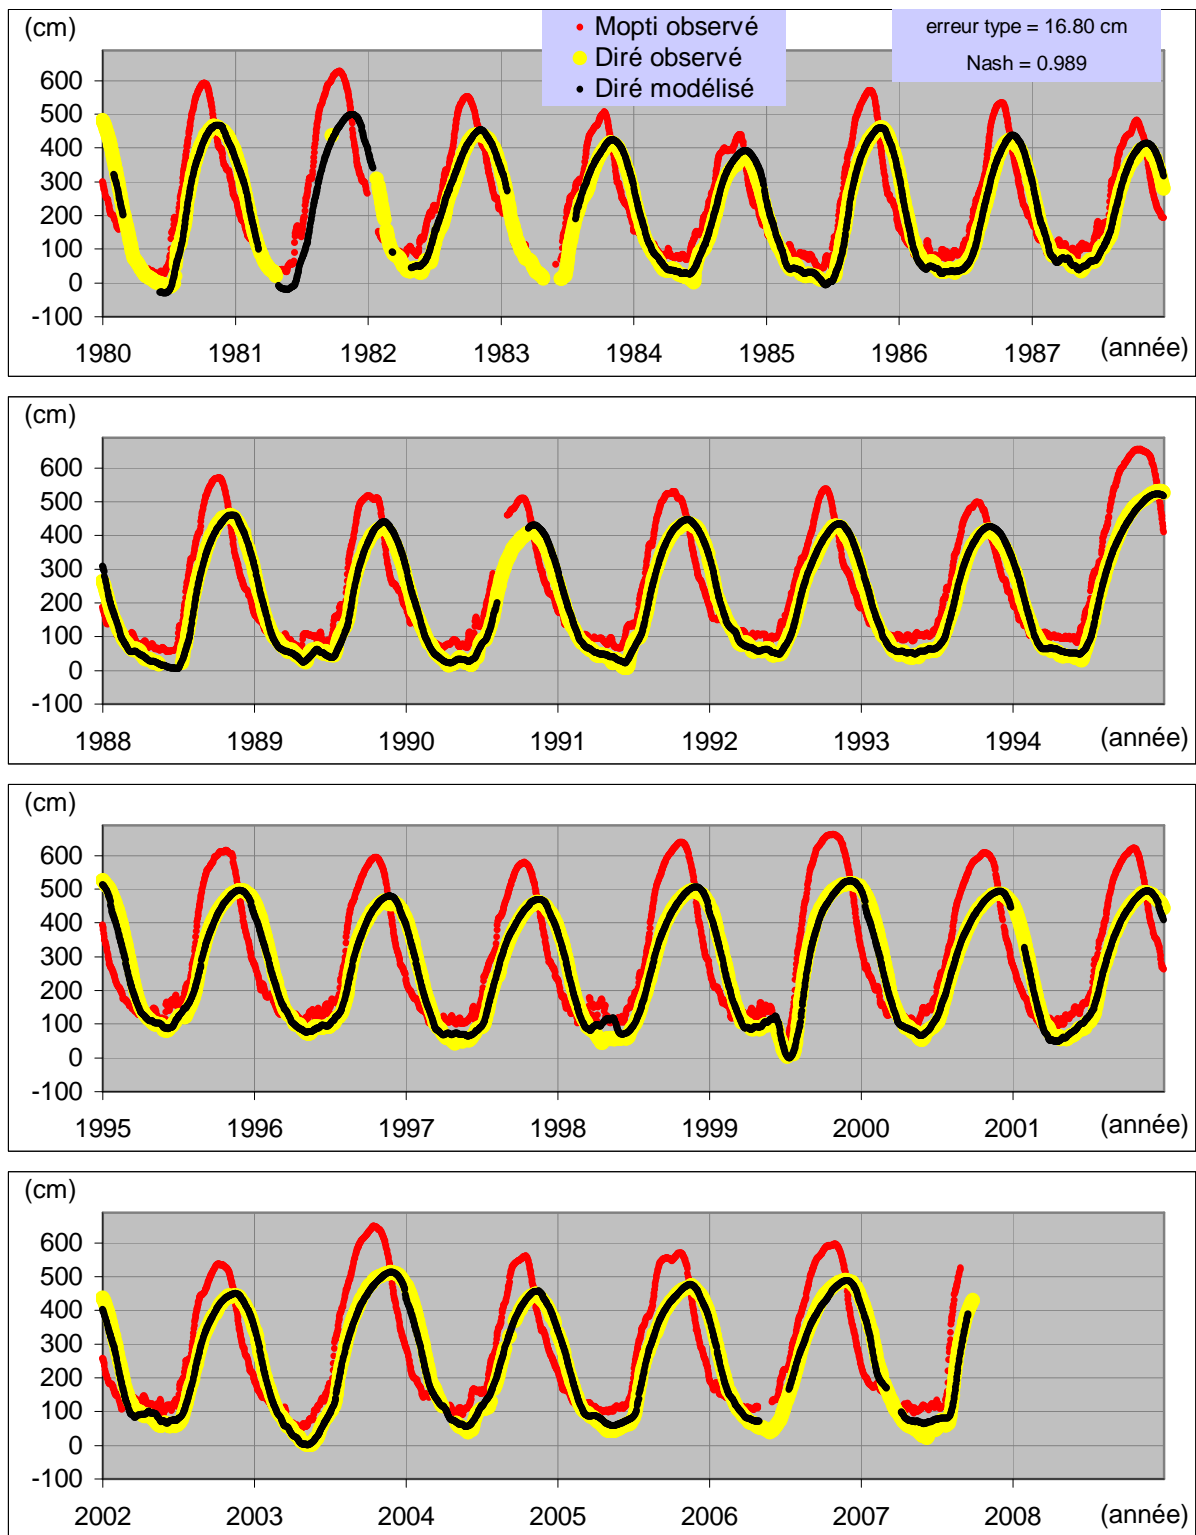 (cm)
Mopti observé
Diré observé
Diré modélisé
erreur type = 16.80 cm
Nash = 0.989
600
500
400
300
200
100
0
-100
1980 1981 1982 1983 1984 1985 1986 1987 (année)
(cm)
600
500
400
300
200
100
0
-100
1988 1989 1990 1991 1992 1993 1994 (année)
(cm)
600
500
400
300
200
100
0
-100
1995 1996 1997 1998 1999 2000 2001 (année)
(cm)
600
500
400
300
200
100
0
-100
2002 2003 2004 2005 2006 2007 2008 (année)